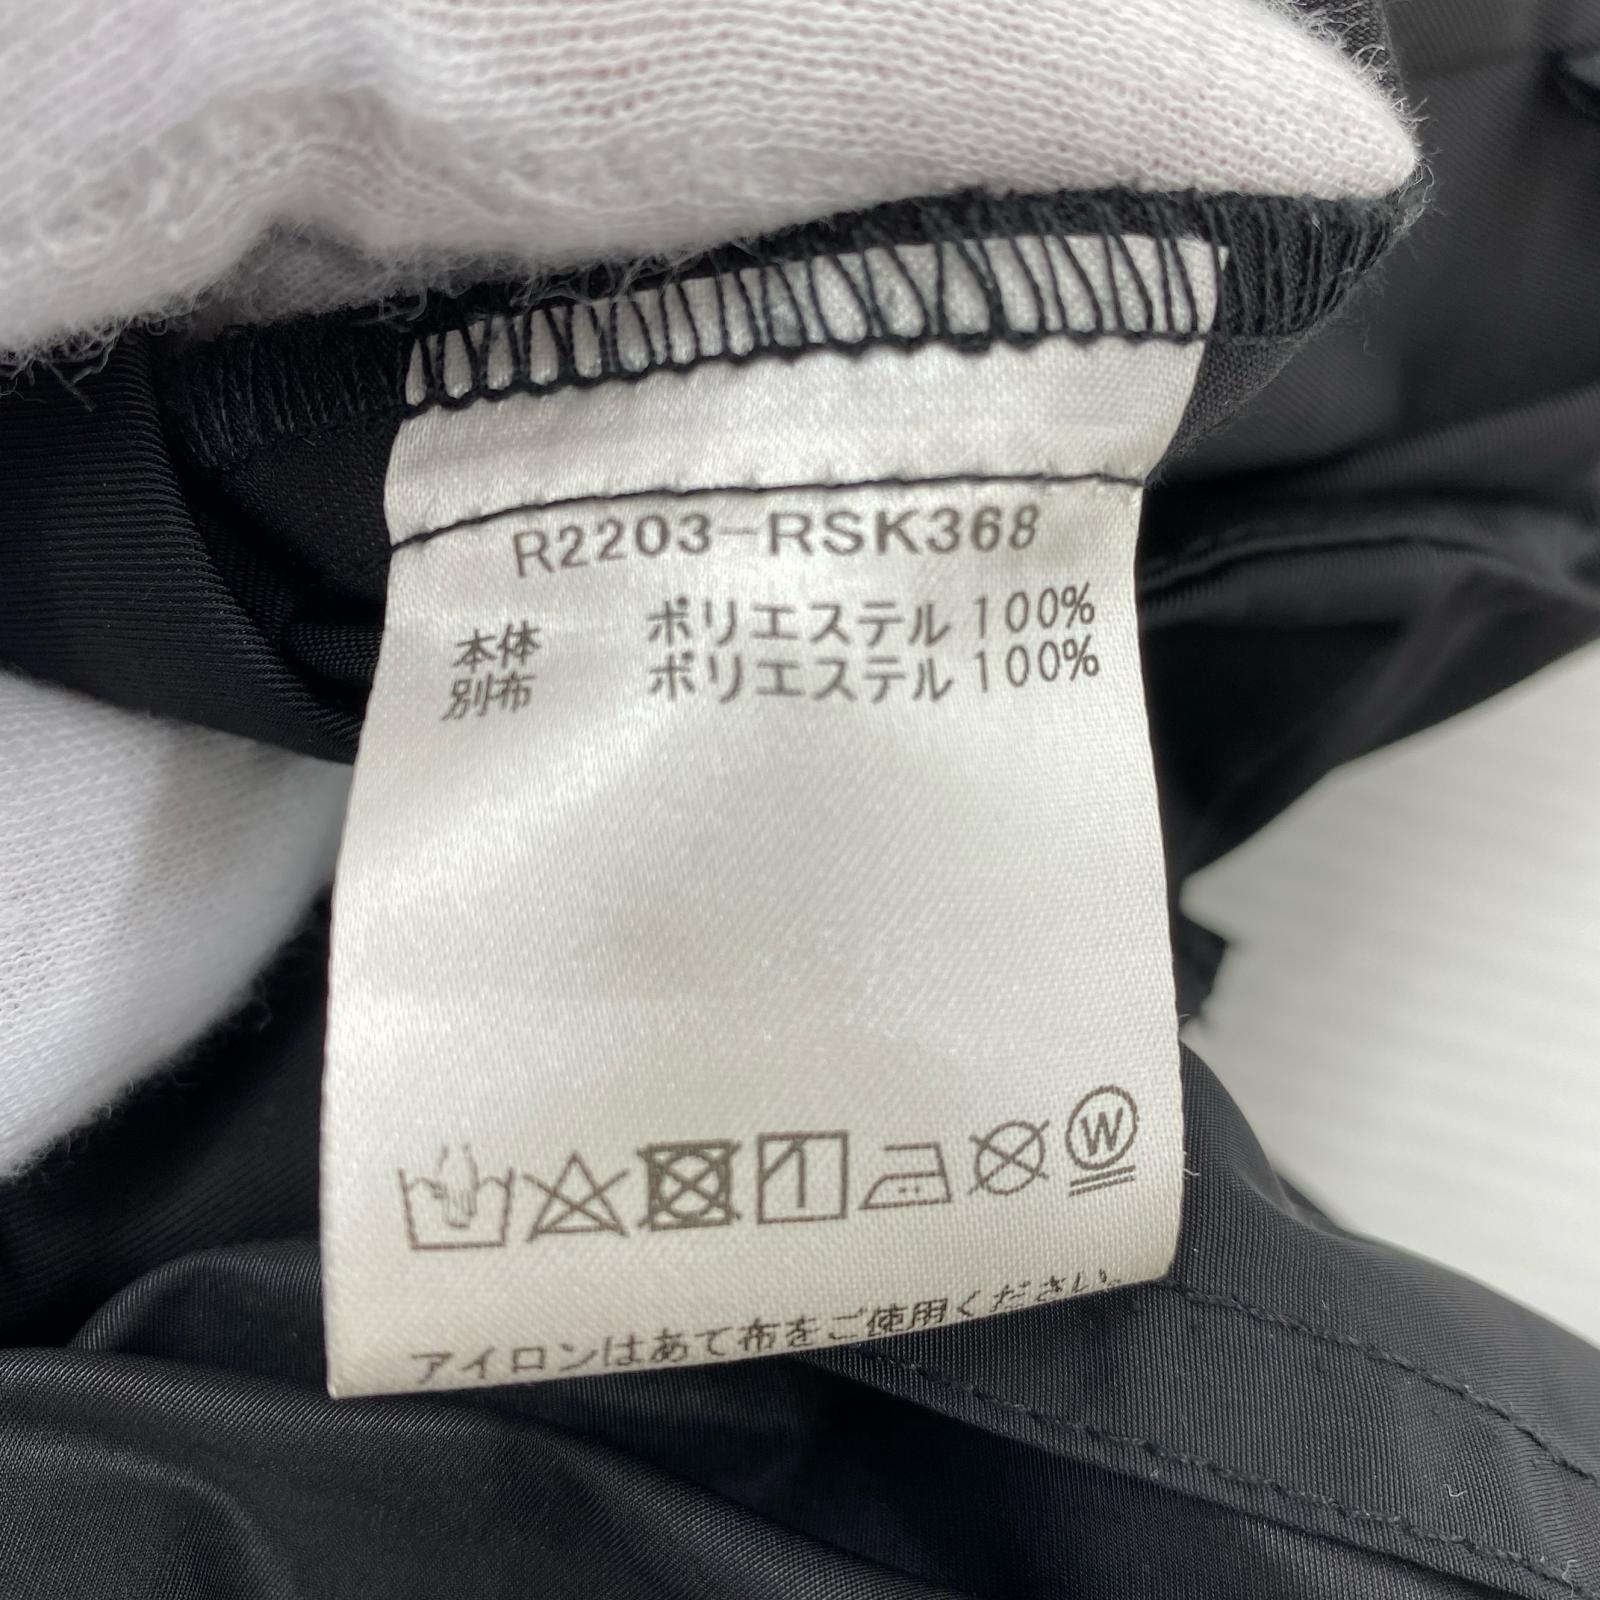 R2203-RSK368
本体 ポリエステル 100%
別布 ポリエステル 100%
W
アイロンはあて布をご使用ください。